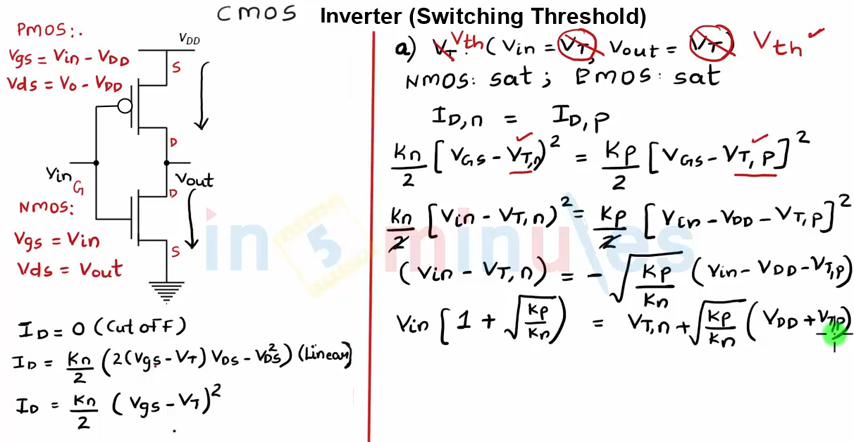 CMOS Inverter (Switching Threshold)
PMOS:.
Vgs = Vin - VDD
Vds = Vo - VDD
VDD
S
D
Vin
G
Vout
D
S
NMOS:
Vgs = Vin
Vds = Vout
ID = 0 (Cut off)
ID = Kn/2 (2(Vgs - VT) VDS - VDS²) (Linear)
ID = Kn/2 (Vgs - VT)²
a) VT Vth: (Vin = VT, Vout = VT) Vth ✓
NMOS: sat ; PMOS: sat
ID,n = ID,p
Kn/2 [VGS - VT,n)² = Kp/2 [VGS - VT,P]²
Kn/2 [Vin - VT,n)² = Kp/2 [Vin - VDD - VT,P]²
(Vin - VT,n) = -√(Kp/Kn) (Vin - VDD - VT,P)
Vin [1 + √(Kp/Kn)) = VT,n + √(Kp/Kn) (VDD + VT,P)
in 5 minutes